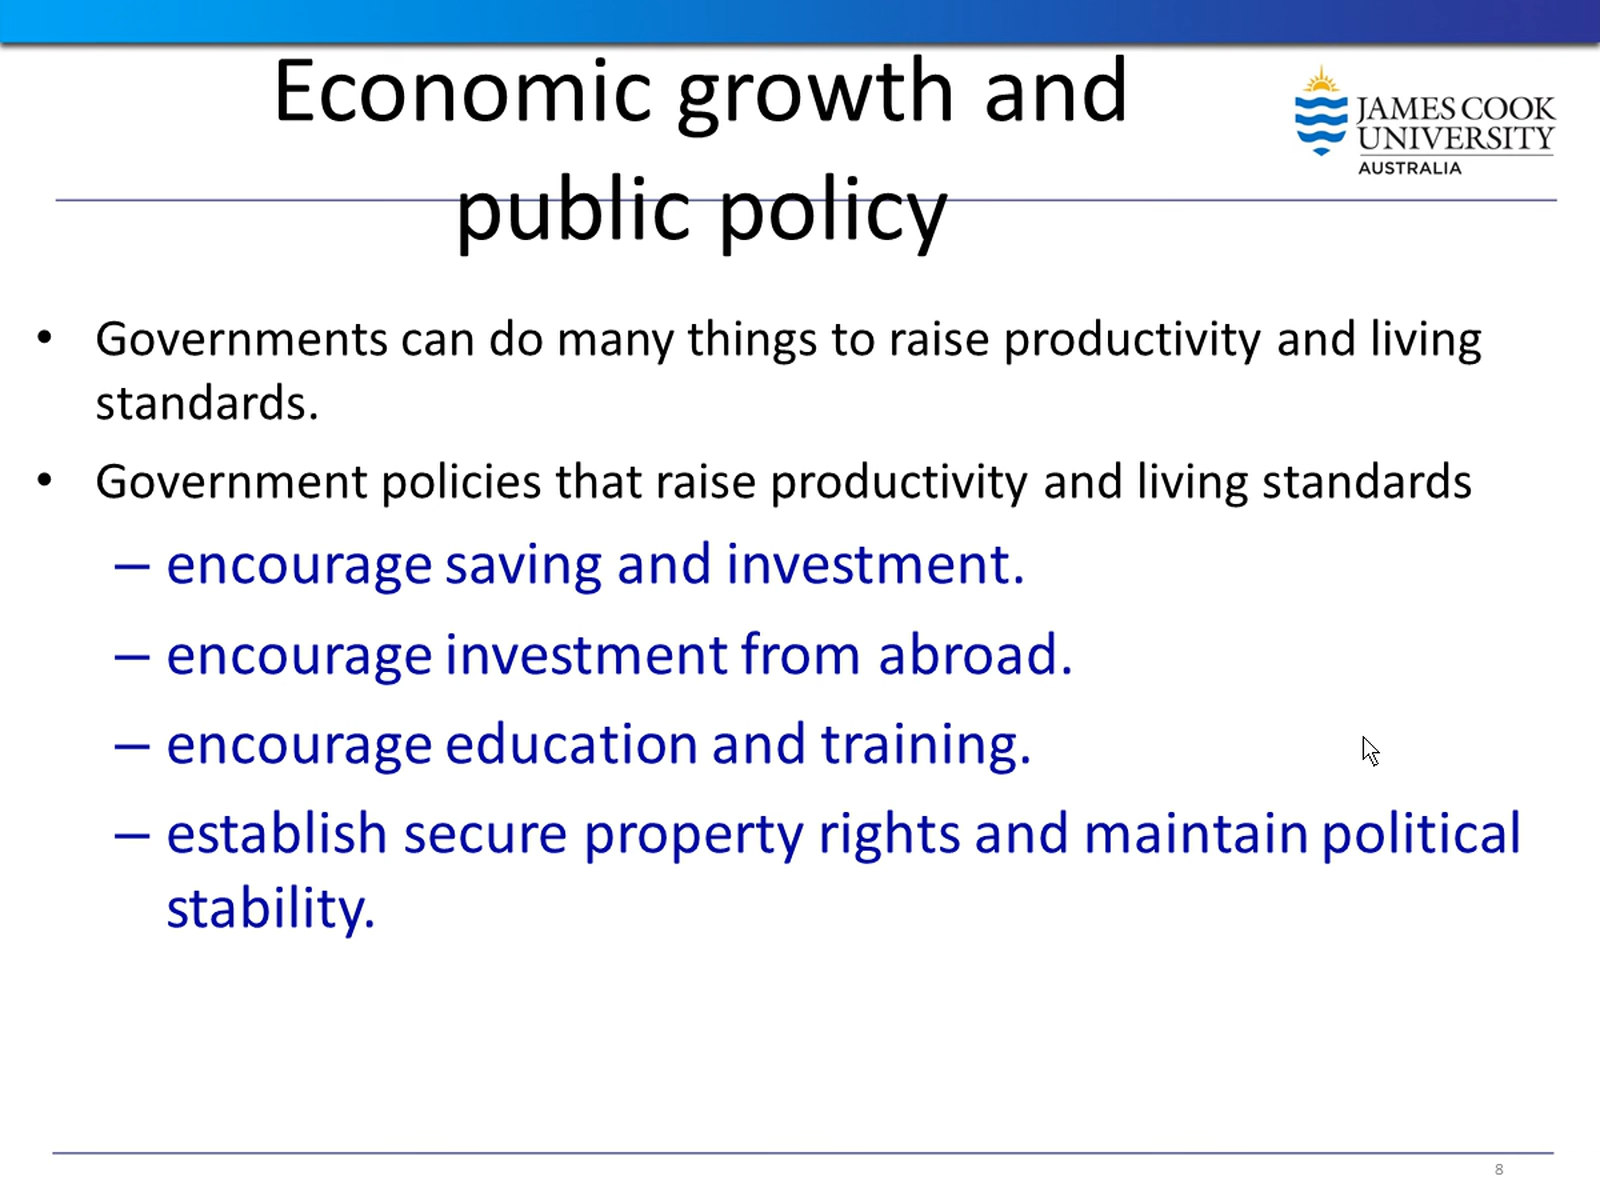 Economic growth and
public policy
JAMES COOK
UNIVERSITY
AUSTRALIA
• Governments can do many things to raise productivity and living
standards.
• Government policies that raise productivity and living standards
– encourage saving and investment.
– encourage investment from abroad.
– encourage education and training.
– establish secure property rights and maintain political
stability.
8